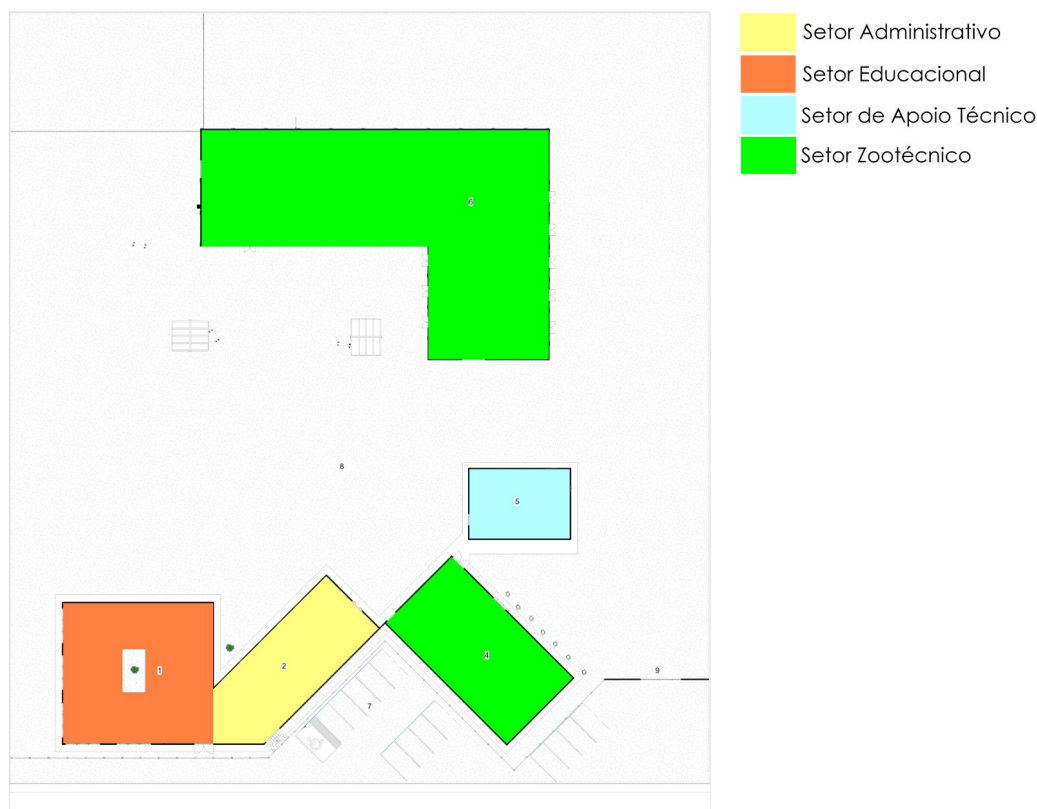 Setor Administrativo
Setor Educacional
Setor de Apoio Técnico
Setor Zootécnico
6
8
5
1
2
4
9
7